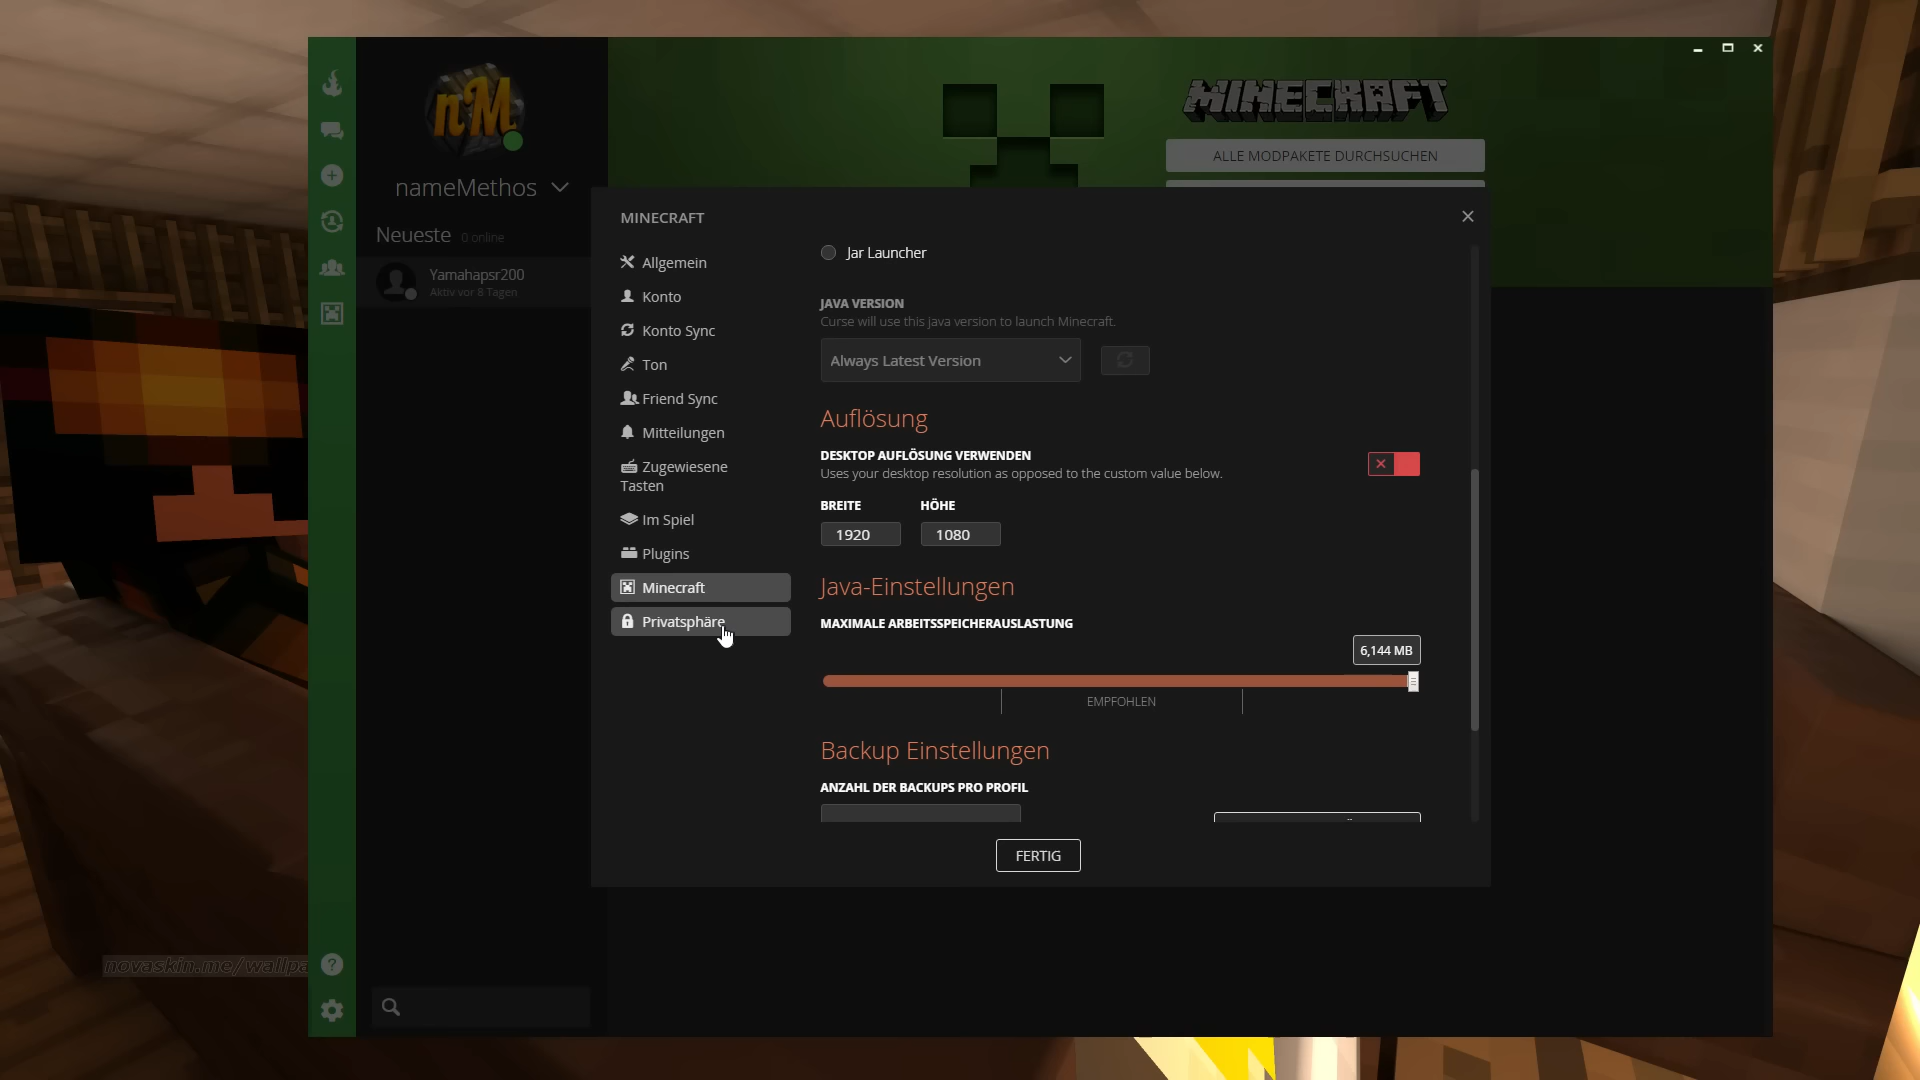 nM
nameMethos
Neueste 0 online
Yamahapsr200
Aktiv vor 8 Tagen
MINECRAFT
ALLE MODPAKETE DURCHSUCHEN
MINECRAFT
Allgemein
Konto
Konto Sync
Ton
Friend Sync
Mitteilungen
Zugewiesene
Tasten
Im Spiel
Plugins
Minecraft
Privatsphäre
Jar Launcher
JAVA VERSION
Curse will use this java version to launch Minecraft.
Always Latest Version
Auflösung
DESKTOP AUFLÖSUNG VERWENDEN
Uses your desktop resolution as opposed to the custom value below.
BREITE HÖHE
1920 1080
Java-Einstellungen
MAXIMALE ARBEITSSPEICHERAUSLASTUNG
6,144 MB
EMPFOHLEN
Backup Einstellungen
ANZAHL DER BACKUPS PRO PROFIL
FERTIG
novaskin.me/wallpa